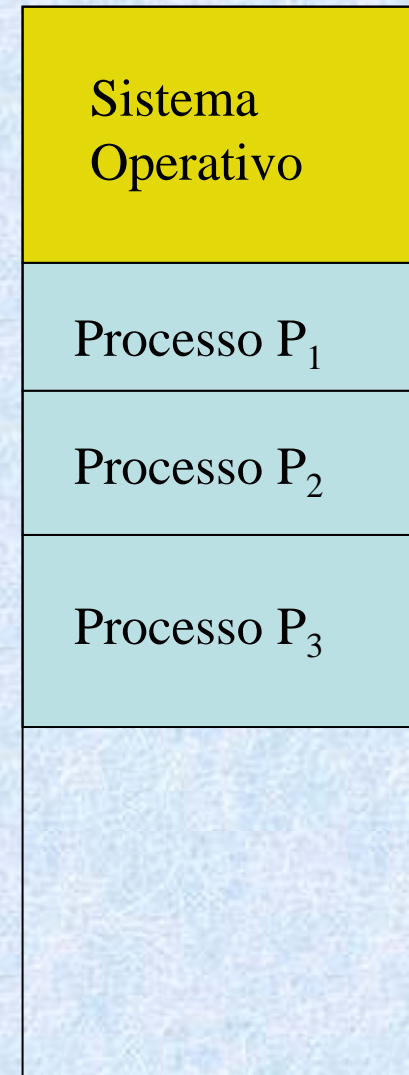 Sistema
Operativo
Processo P₁
Processo P₂
Processo P₃